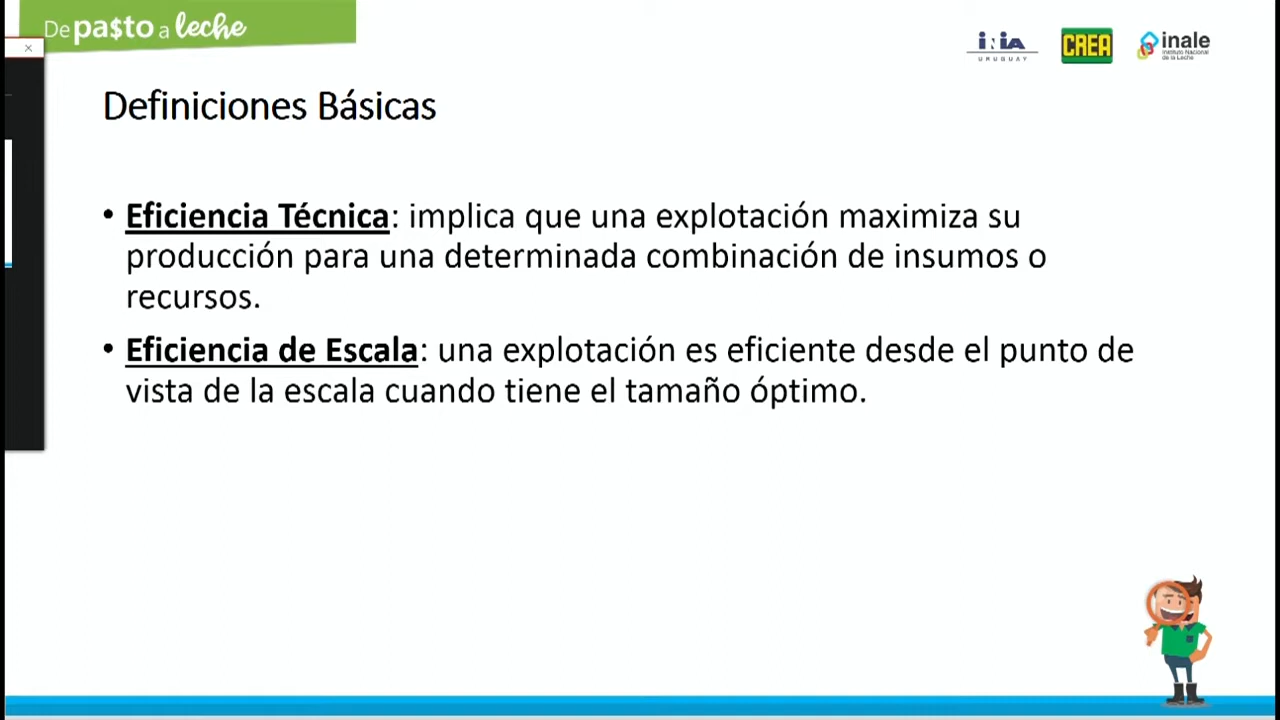 De pa$to a leche
INIA
URUGUAY
CREA
inale
Instituto Nacional
de la Leche
Definiciones Básicas
• Eficiencia Técnica: implica que una explotación maximiza su
producción para una determinada combinación de insumos o
recursos.
• Eficiencia de Escala: una explotación es eficiente desde el punto de
vista de la escala cuando tiene el tamaño óptimo.